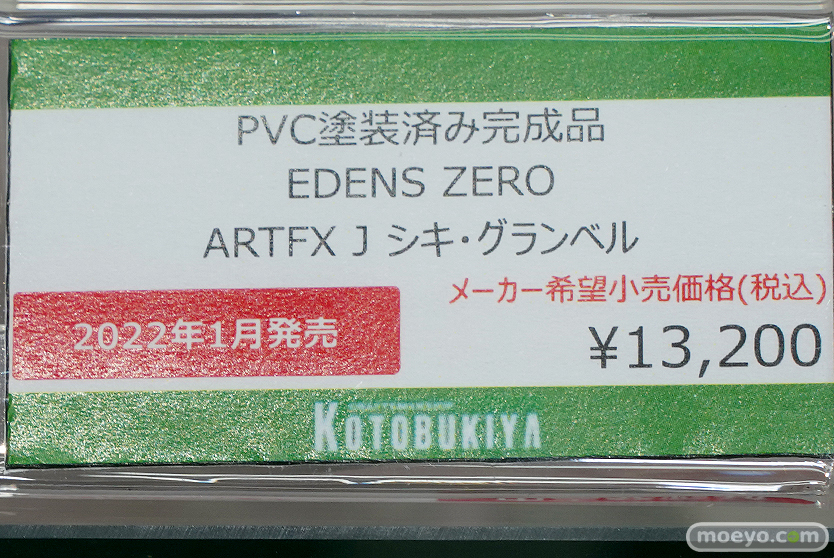 PVC塗装済み完成品
EDENS ZERO
ARTFX J シキ・グランベル
メーカー希望小売価格(税込)
2022年1月発売
¥13,200
KOTOBUKIYA
moeyo.com